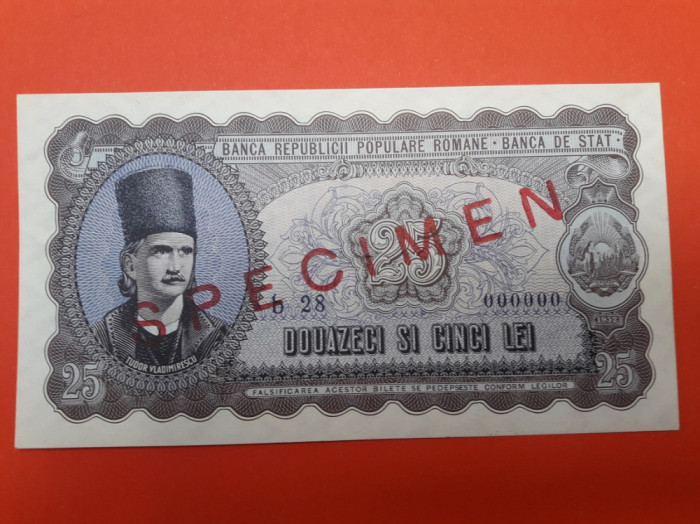 BANCA REPUBLICII POPULARE ROMANE · BANCA DE STAT ·
SPECIMEN
25
b 28 000000
DOUAZECI SI CINCI LEI
1952
TUDOR VLADIMIRESCU
25 25
FALSIFICAREA ACESTOR BILETE SE PEDEPSESTE CONFORM LEGILOR